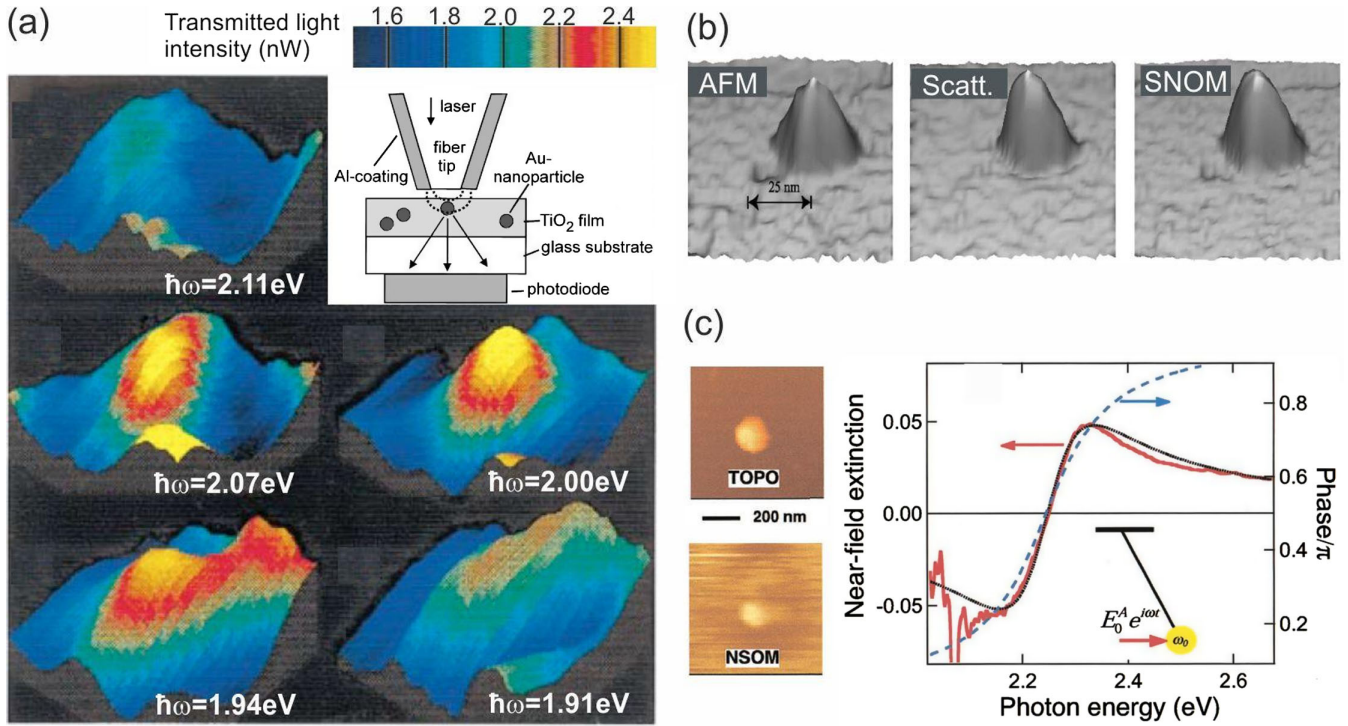 (a)
Transmitted light
intensity (nW)
1.6 1.8 2.0 2.2 2.4
laser
fiber
tip
Al-coating
Au-
nanoparticle
TiO2 film
glass substrate
photodiode
ħω=2.11eV
ħω=2.07eV
ħω=2.00eV
ħω=1.94eV
ħω=1.91eV
(b)
AFM
25 nm
Scatt.
SNOM
(c)
TOPO
200 nm
NSOM
Near-field extinction
0.05
0.00
-0.05
Phase/π
0.8
0.6
0.4
0.2
E_0^A e^{iωt}
ω0
2.2 2.4 2.6
Photon energy (eV)